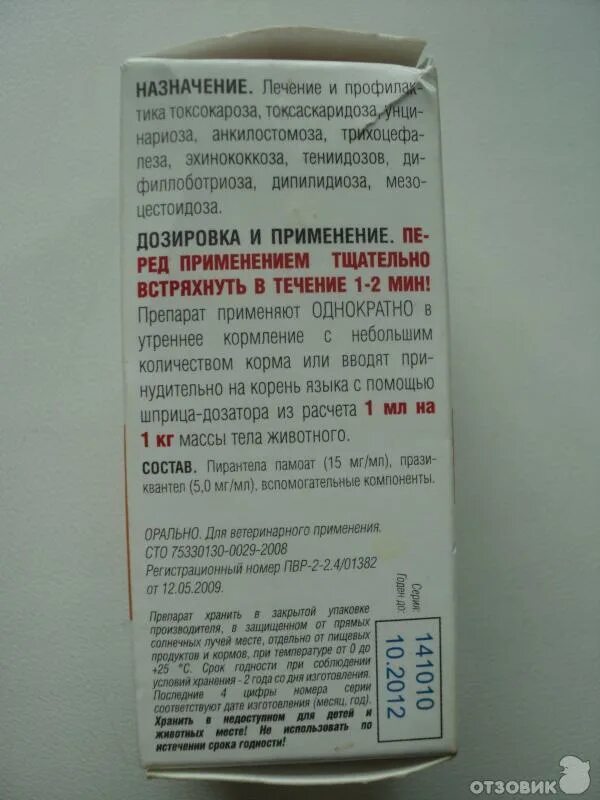 НАЗНАЧЕНИЕ. Лечение и профилак-
тика токсокароза, токсаскаридоза, унци-
нариоза, анкилостомоза, трихоцефа-
леза, эхинококкоза, тениидозов, ди-
филлоботриоза, дипилидиоза, мезо-
цестоидоза.
ДОЗИРОВКА И ПРИМЕНЕНИЕ. ПЕ-
РЕД ПРИМЕНЕНИЕМ ТЩАТЕЛЬНО
ВСТРЯХНУТЬ В ТЕЧЕНИЕ 1-2 МИН!
Препарат применяют ОДНОКРАТНО в
утреннее кормление с небольшим
количеством корма или вводят при-
нудительно на корень языка с помощью
шприца-дозатора из расчета 1 мл на
1 кг массы тела животного.
СОСТАВ. Пирантела памоат (15 мг/мл), прази-
квантел (5,0 мг/мл), вспомогательные компоненты.
ОРАЛЬНО. Для ветеринарного применения.
СТО 75330130-0029-2008
Регистрационный номер ПВР-2-2.4/01382
от 12.05.2009.
Препарат хранить в закрытой упаковке
производителя, в защищенном от прямых
солнечных лучей месте, отдельно от пищевых
продуктов и кормов, при температуре от 0 до
+25 °С. Срок годности при соблюдении
условий хранения - 2 года со дня изготовления.
Последние 4 цифры номера серии
соответствуют дате изготовления (месяц, год).
Хранить в недоступном для детей и
животных месте! Не использовать по
истечении срока годности!
Серия:
Годен до:
141010
10.2012
ОТЗОВИК